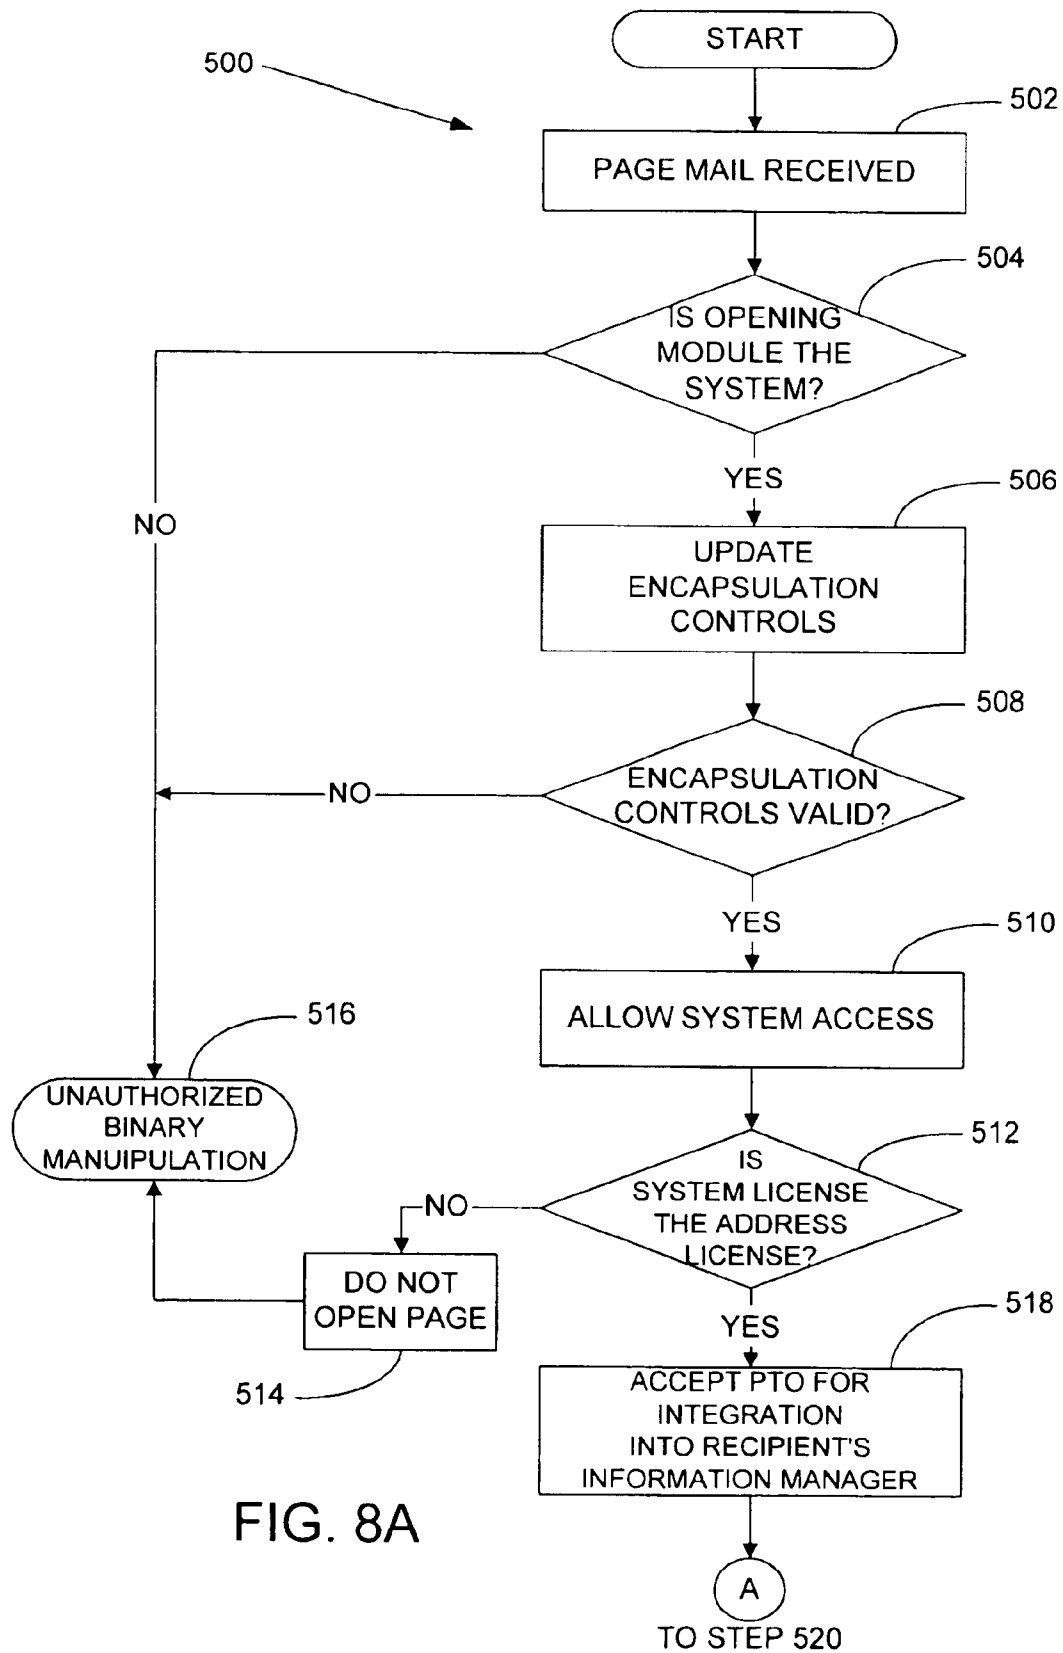 START
500
502
PAGE MAIL RECEIVED
504
IS OPENING
MODULE THE
SYSTEM?
YES
NO
506
UPDATE
ENCAPSULATION
CONTROLS
508
ENCAPSULATION
CONTROLS VALID?
NO
YES
510
ALLOW SYSTEM ACCESS
516
UNAUTHORIZED
BINARY
MANUIPULATION
512
IS
SYSTEM LICENSE
THE ADDRESS
LICENSE?
NO
DO NOT
OPEN PAGE
514
YES
518
ACCEPT PTO FOR
INTEGRATION
INTO RECIPIENT'S
INFORMATION MANAGER
FIG. 8A
A
TO STEP 520